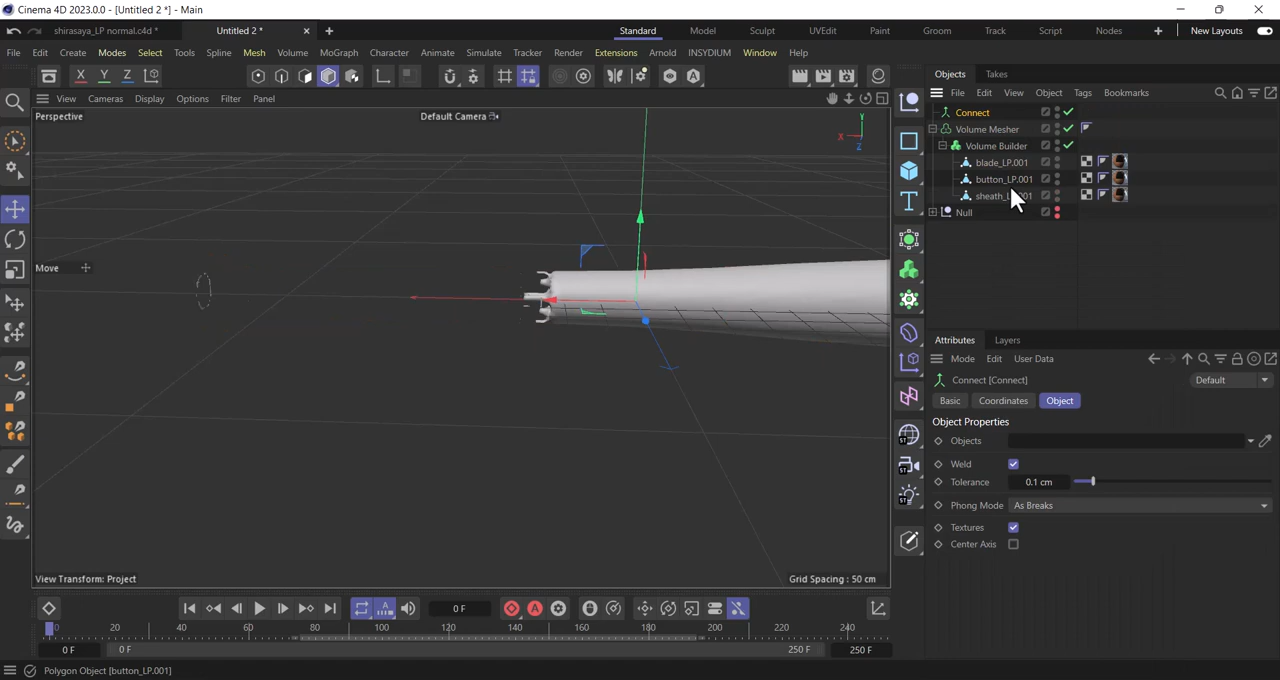 Cinema 4D 2023.0.0 - [Untitled 2 *] - Main
shirasaya_LP normal.c4d *
Untitled 2 *
Standard Model Sculpt UVEdit Paint Groom Track Script Nodes New Layouts
File Edit Create Modes Select Tools Spline Mesh Volume MoGraph Character Animate Simulate Tracker Render Extensions Arnold INSYDIUM Window Help
X Y Z
Objects Takes
View Cameras Display Options Filter Panel
File Edit View Object Tags Bookmarks
Perspective
Default Camera
Y
X
Z
Connect
Volume Mesher
Volume Builder
blade_LP.001
button_LP.001
sheath_L 001
Null
Move
Attributes Layers
Mode Edit User Data
Connect [Connect]
Default
Basic Coordinates Object
Object Properties
Objects
Weld
Tolerance 0.1 cm
Phong Mode As Breaks
Textures
Center Axis
View Transform: Project
Grid Spacing : 50 cm
0 F
0 20 40 60 80 100 120 140 160 180 200 220 240
0 F 0 F 250 F 250 F
Polygon Object [button_LP.001]